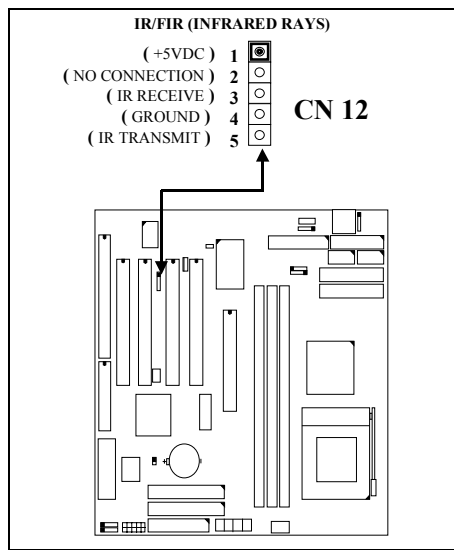 IR/FIR (INFRARED RAYS)
( +5VDC ) 1
( NO CONNECTION ) 2
( IR RECEIVE ) 3
( GROUND ) 4
( IR TRANSMIT ) 5
CN 12
+